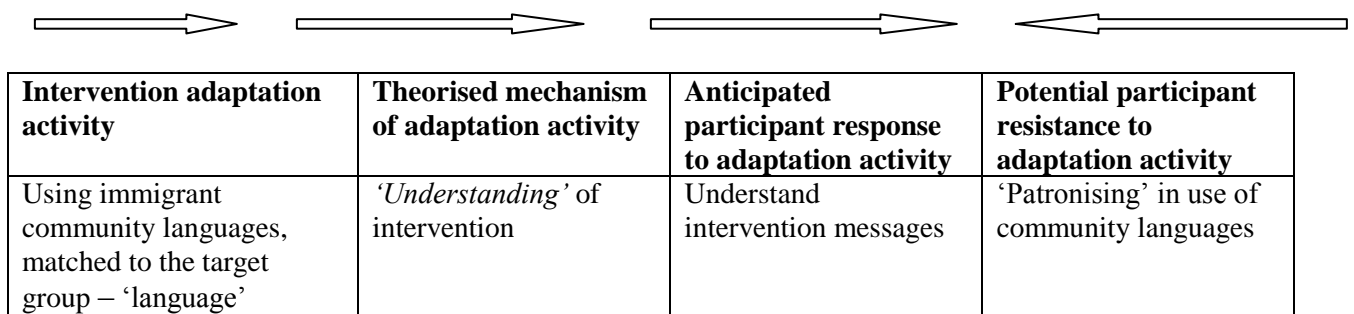 Intervention adaptation
activity
Theorised mechanism
of adaptation activity
Anticipated
participant response
to adaptation activity
Potential participant
resistance to
adaptation activity
Using immigrant
community languages,
matched to the target
group – ‘language’
‘Understanding’ of
intervention
Understand
intervention messages
‘Patronising’ in use of
community languages